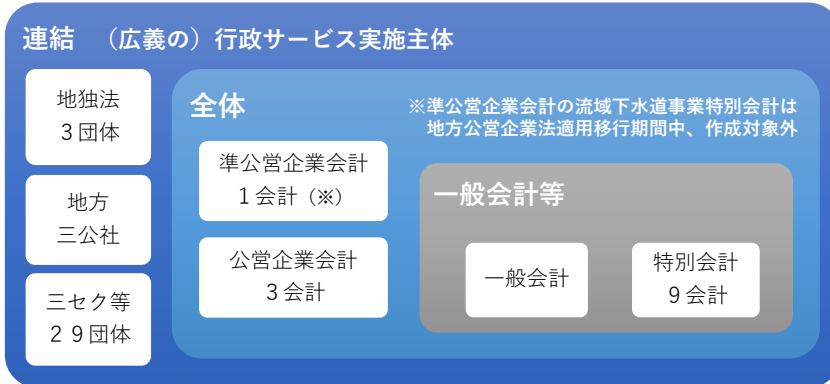 連結　（広義の）行政サービス実施主体
地独法
３団体
地方
三公社
三セク等
２９団体
全体
※準公営企業会計の流域下水道事業特別会計は
地方公営企業法適用移行期間中、作成対象外
準公営企業会計
１会計（※）
公営企業会計
３会計
一般会計等
一般会計
特別会計
９会計